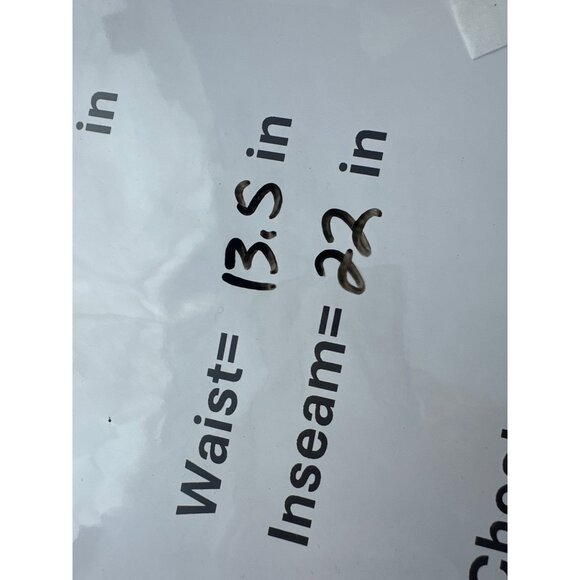 in
Waist= 13.5 in
Inseam= 22 in